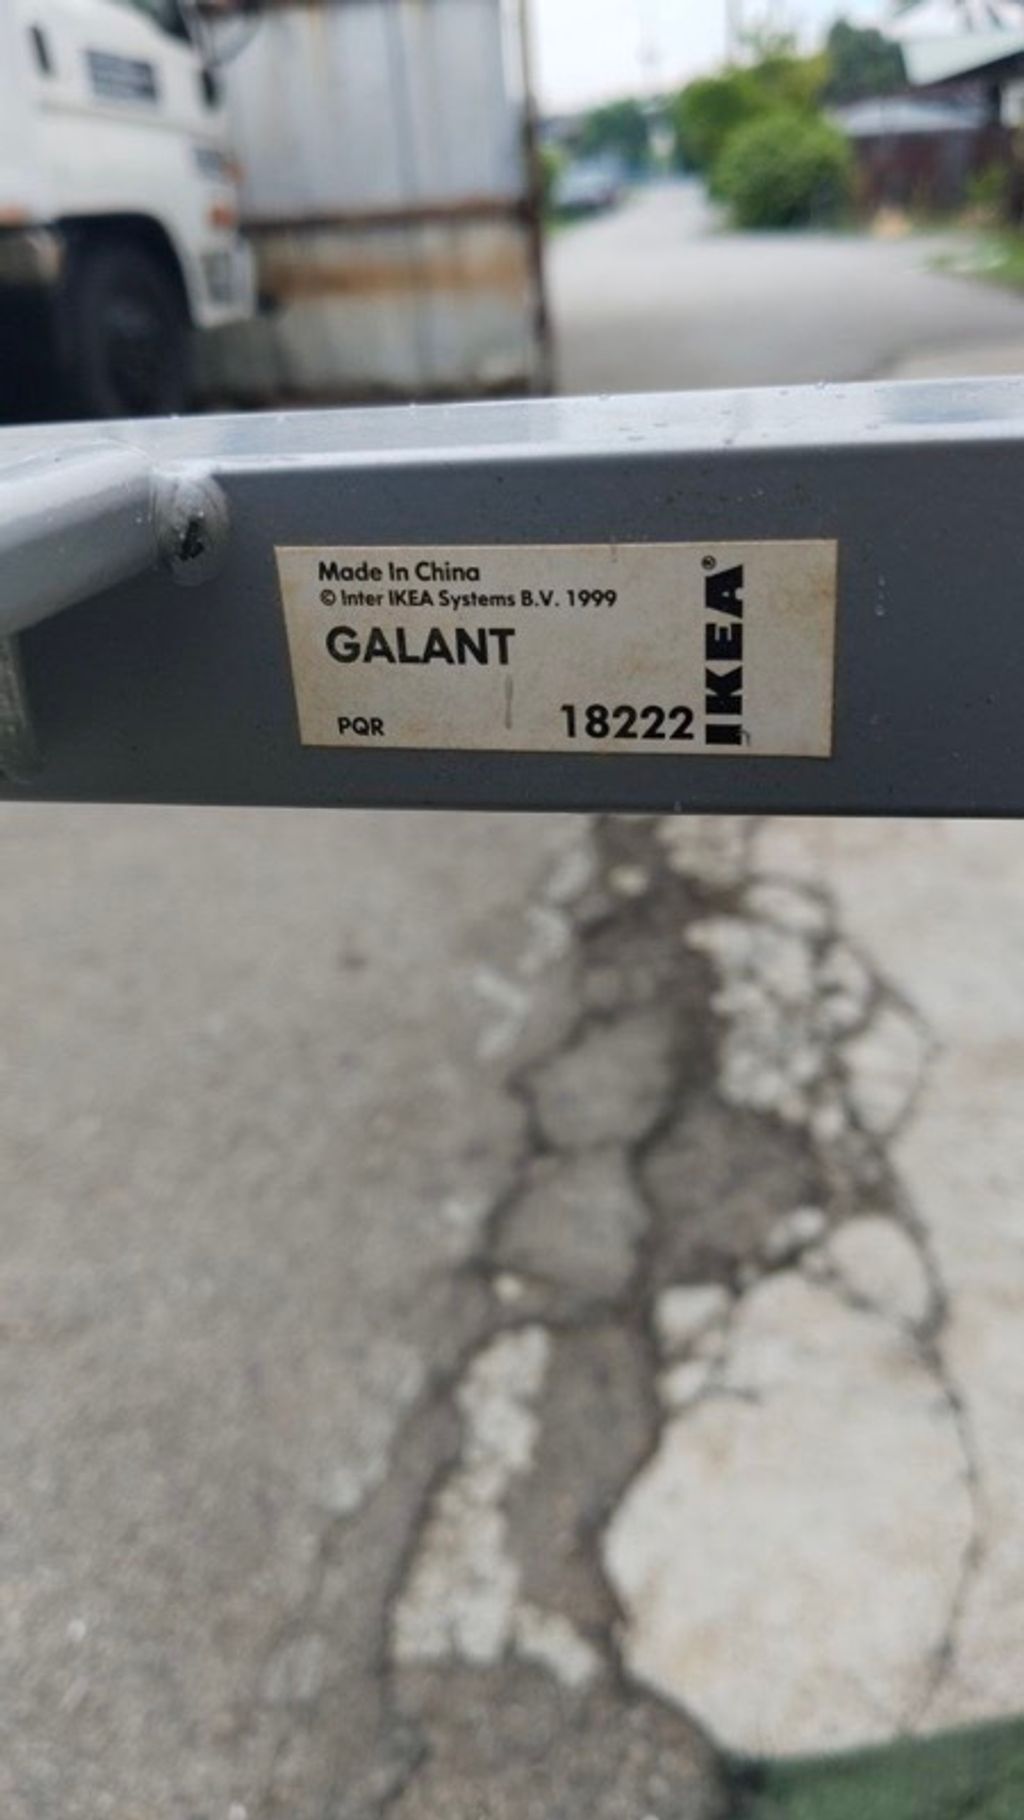 Made In China
© Inter IKEA Systems B.V. 1999
GALANT
PQR
18222
IKEA®